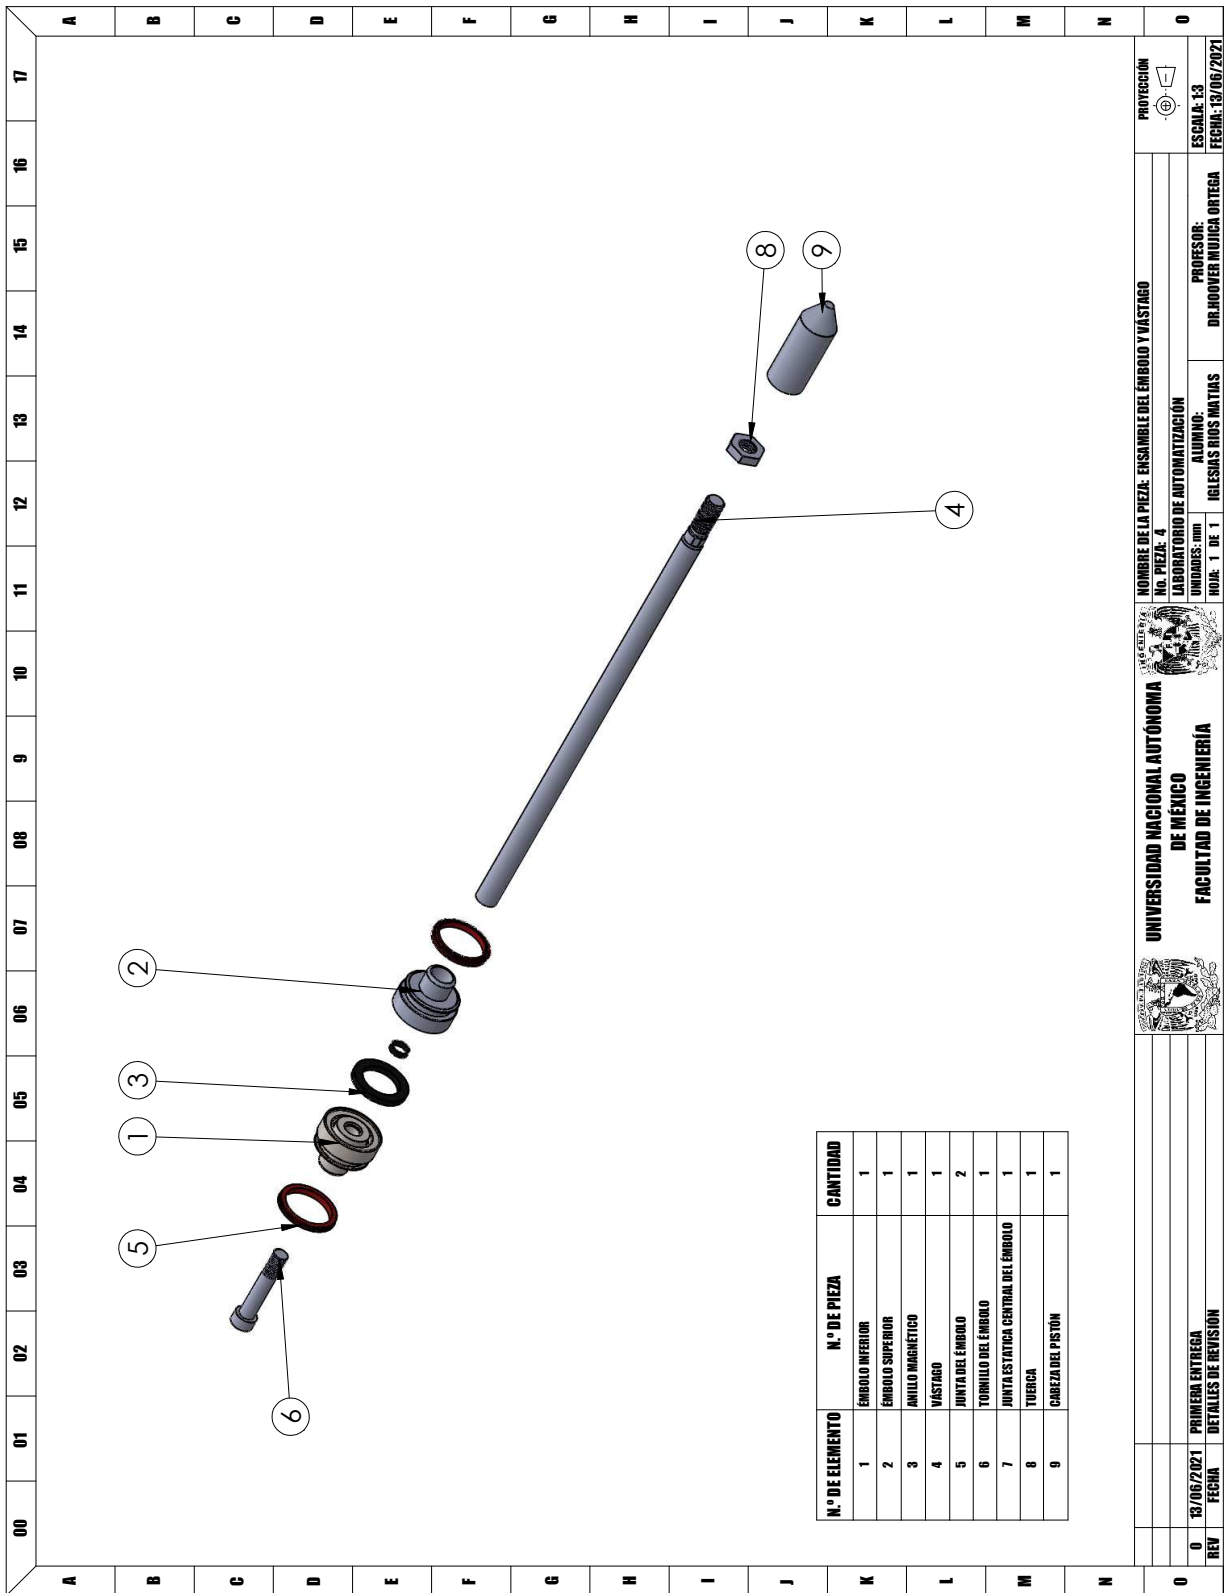 00 01 02 03 04 05 06 07 08 9 10 11 12 13 14 15 16 17
A A
B B
C C
D D
E E
F F
G G
H H
I I
J J
K K
L L
M M
N N
O O
6
5
1
3
2
4
8
9
N.º DE ELEMENTO N.º DE PIEZA CANTIDAD
1 ÉMBOLO INFERIOR 1
2 ÉMBOLO SUPERIOR 1
3 ANILLO MAGNÉTICO 1
4 VÁSTAGO 1
5 JUNTA DEL ÉMBOLO 2
6 TORNILLO DEL ÉMBOLO 1
7 JUNTA ESTATICA CENTRAL DEL ÉMBOLO 1
8 TUERCA 1
9 CABEZA DEL PISTÓN 1
0 13/06/2021 PRIMERA ENTREGA
REV FECHA DETALLES DE REVISIÓN
UNIVERSIDAD NACIONAL AUTÓNOMA
DE MÉXICO
FACULTAD DE INGENIERÍA
INGENIERÍA
NOMBRE DE LA PIEZA: ENSAMBLE DEL ÉMBOLO Y VÁSTAGO
No. PIEZA: 4
LABORATORIO DE AUTOMATIZACIÓN
UNIDADES: mm
HOJA: 1 DE 1
ALUMNO:
IGLESIAS RIOS MATIAS
PROFESOR:
DR.HOOVER MUJICA ORTEGA
PROYECCIÓN
ESCALA: 1:3
FECHA: 13/06/2021